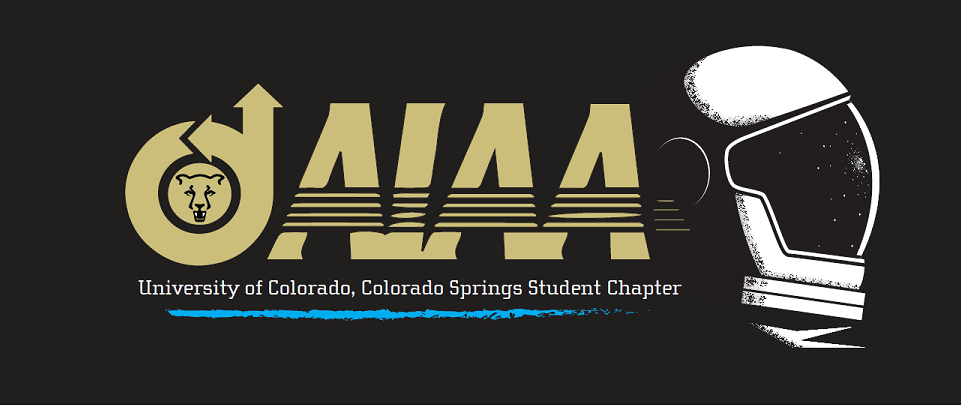 AIAA
University of Colorado, Colorado Springs Student Chapter